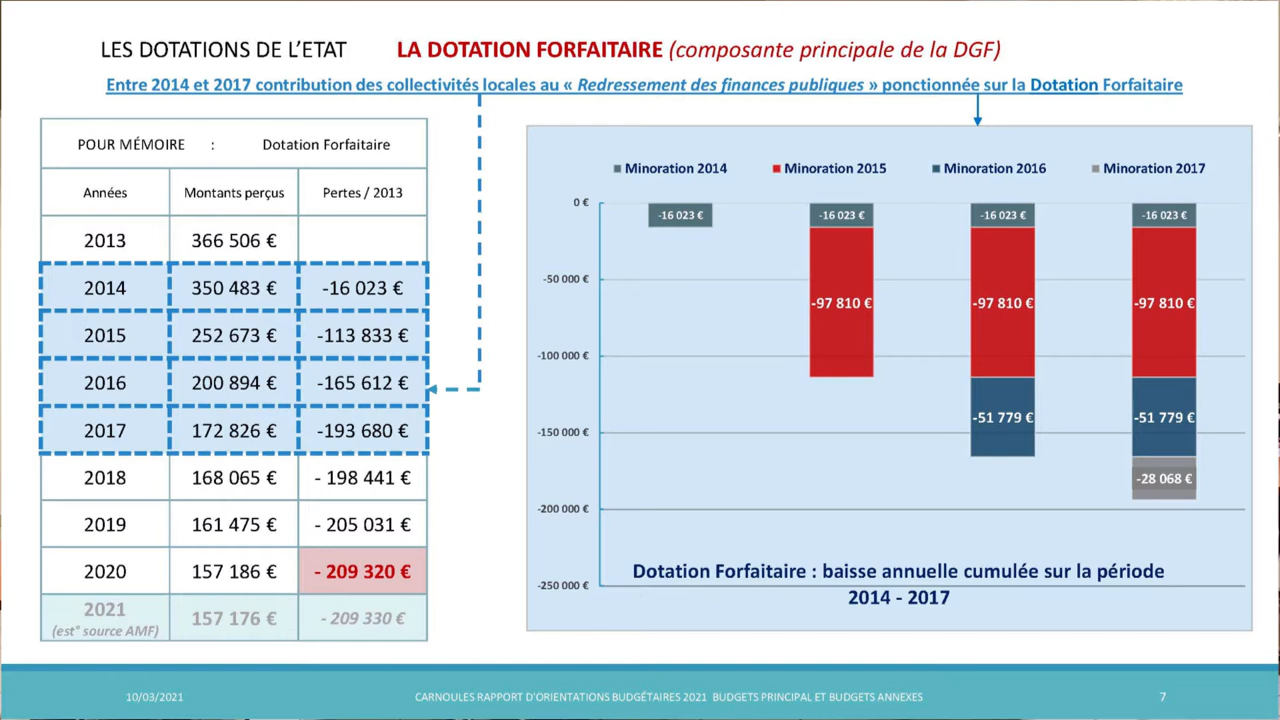 LES DOTATIONS DE L'ETAT LA DOTATION FORFAITAIRE (composante principale de la DGF)
Entre 2014 et 2017 contribution des collectivités locales au « Redressement des finances publiques » ponctionnée sur la Dotation Forfaitaire
POUR MÉMOIRE : Dotation Forfaitaire
Années Montants perçus Pertes / 2013
2013 366 506 €
2014 350 483 € -16 023 €
2015 252 673 € -113 833 €
2016 200 894 € -165 612 €
2017 172 826 € -193 680 €
2018 168 065 € - 198 441 €
2019 161 475 € - 205 031 €
2020 157 186 € - 209 320 €
2021 157 176 € - 209 330 €
(est° source AMF)
Minoration 2014 Minoration 2015 Minoration 2016 Minoration 2017
0 €
-16 023 € -16 023 € -16 023 € -16 023 €
-50 000 €
-97 810 € -97 810 € -97 810 €
-100 000 €
-51 779 € -51 779 €
-150 000 €
-28 068 €
-200 000 €
-250 000 €
Dotation Forfaitaire : baisse annuelle cumulée sur la période
2014 - 2017
10/03/2021 CARNOULES RAPPORT D'ORIENTATIONS BUDGÉTAIRES 2021 BUDGETS PRINCIPAL ET BUDGETS ANNEXES 7